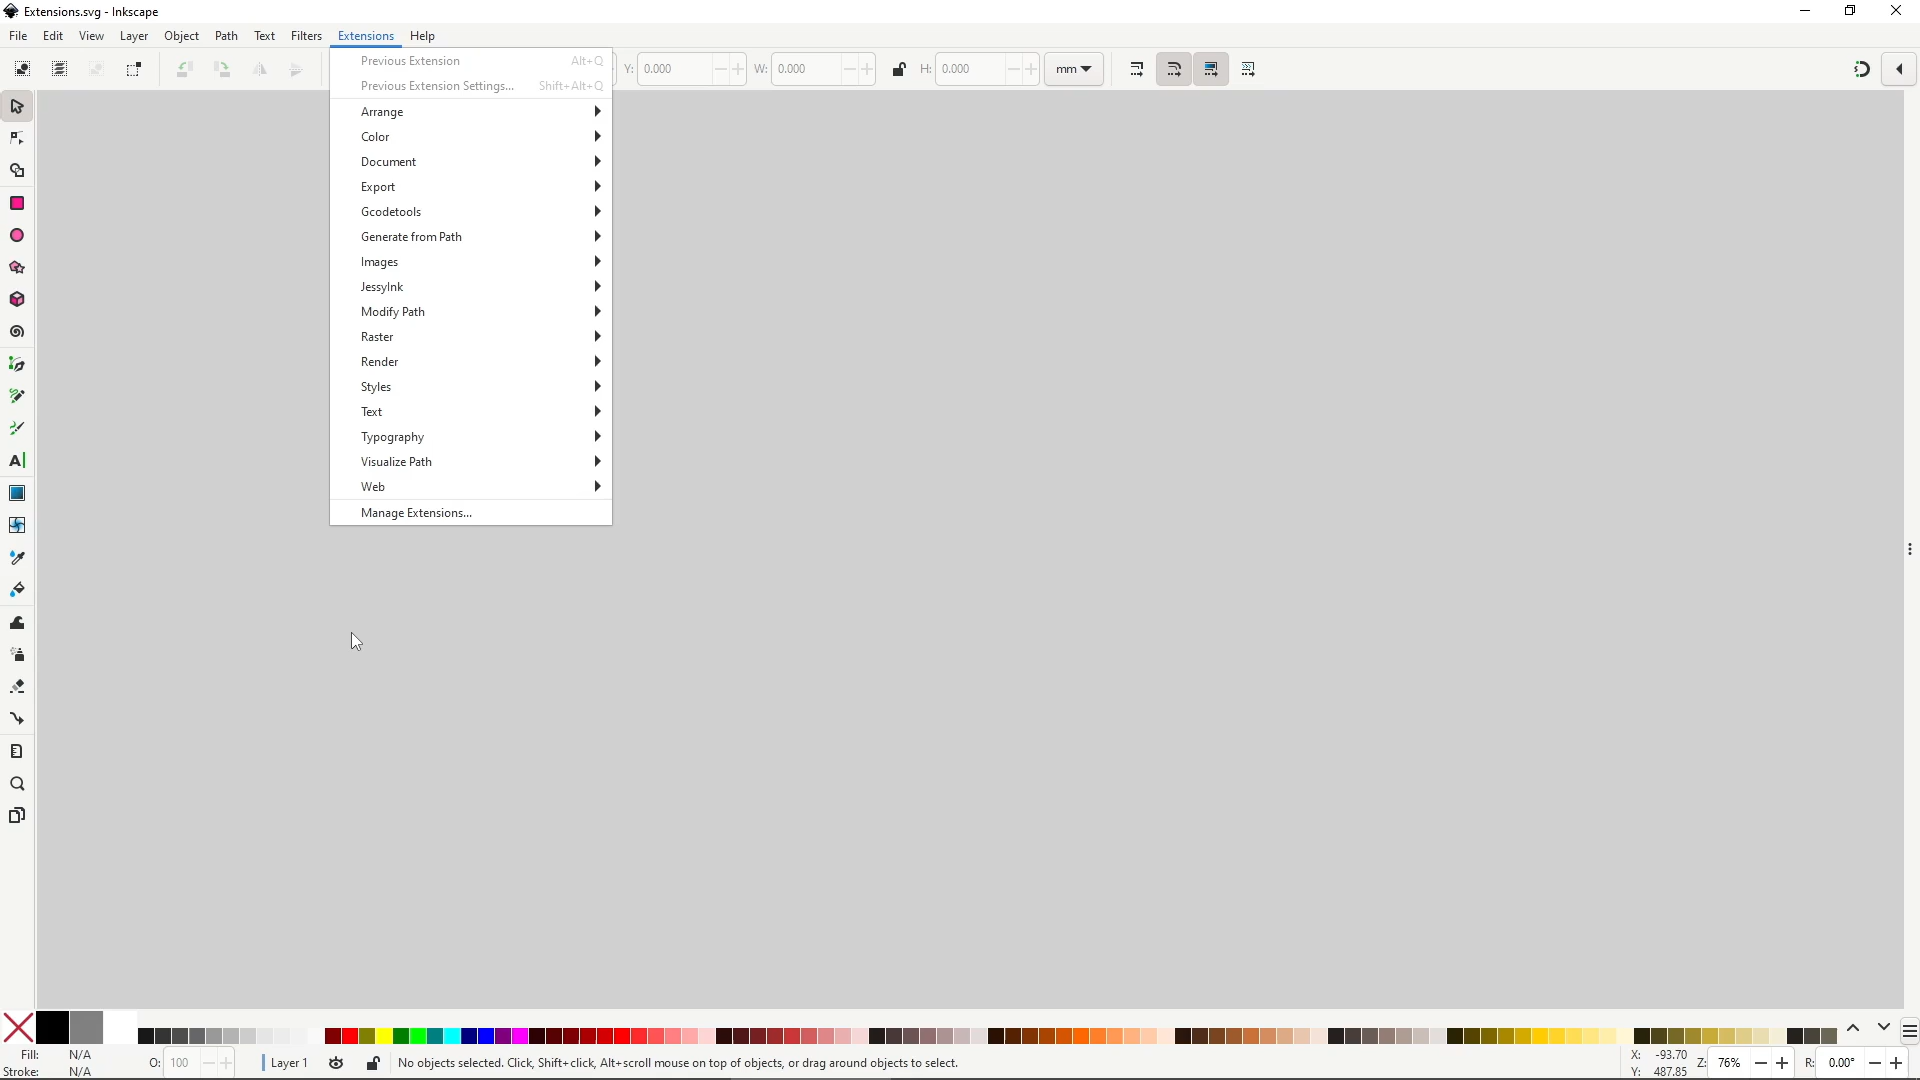 Extensions.svg - Inkscape
File Edit View Layer Object Path Text Filters Extensions Help
Previous Extension Alt+Q
Previous Extension Settings... Shift+Alt+Q
Y: 0.000 W: 0.000 H: 0.000 mm
Arrange
Color
Document
Export
Gcodetools
Generate from Path
Images
JessyInk
Modify Path
Raster
Render
Styles
Text
Typography
Visualize Path
Web
Manage Extensions...
Fill: N/A
Stroke: N/A
O: 100
Layer 1
No objects selected. Click, Shift+click, Alt+scroll mouse on top of objects, or drag around objects to select.
X: -93.70
Y: 487.85
Z: 76%
R: 0.00°